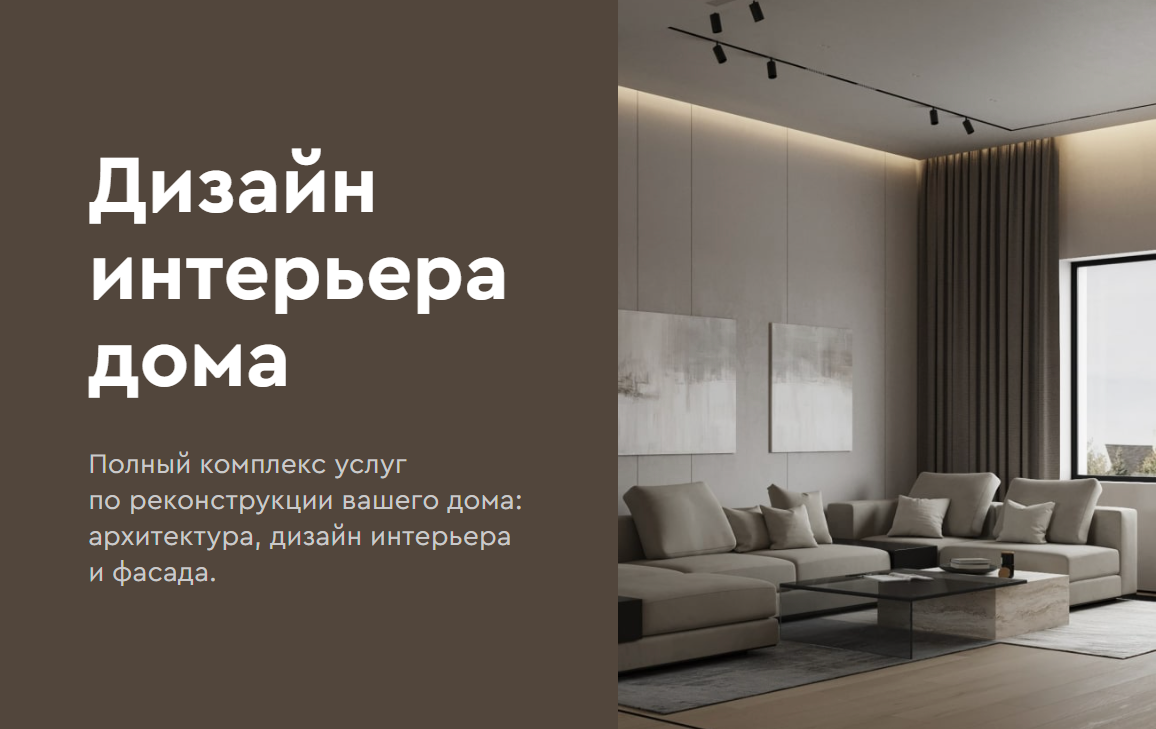 Дизайн
интерьера
дома
Полный комплекс услуг
по реконструкции вашего дома:
архитектура, дизайн интерьера
и фасада.